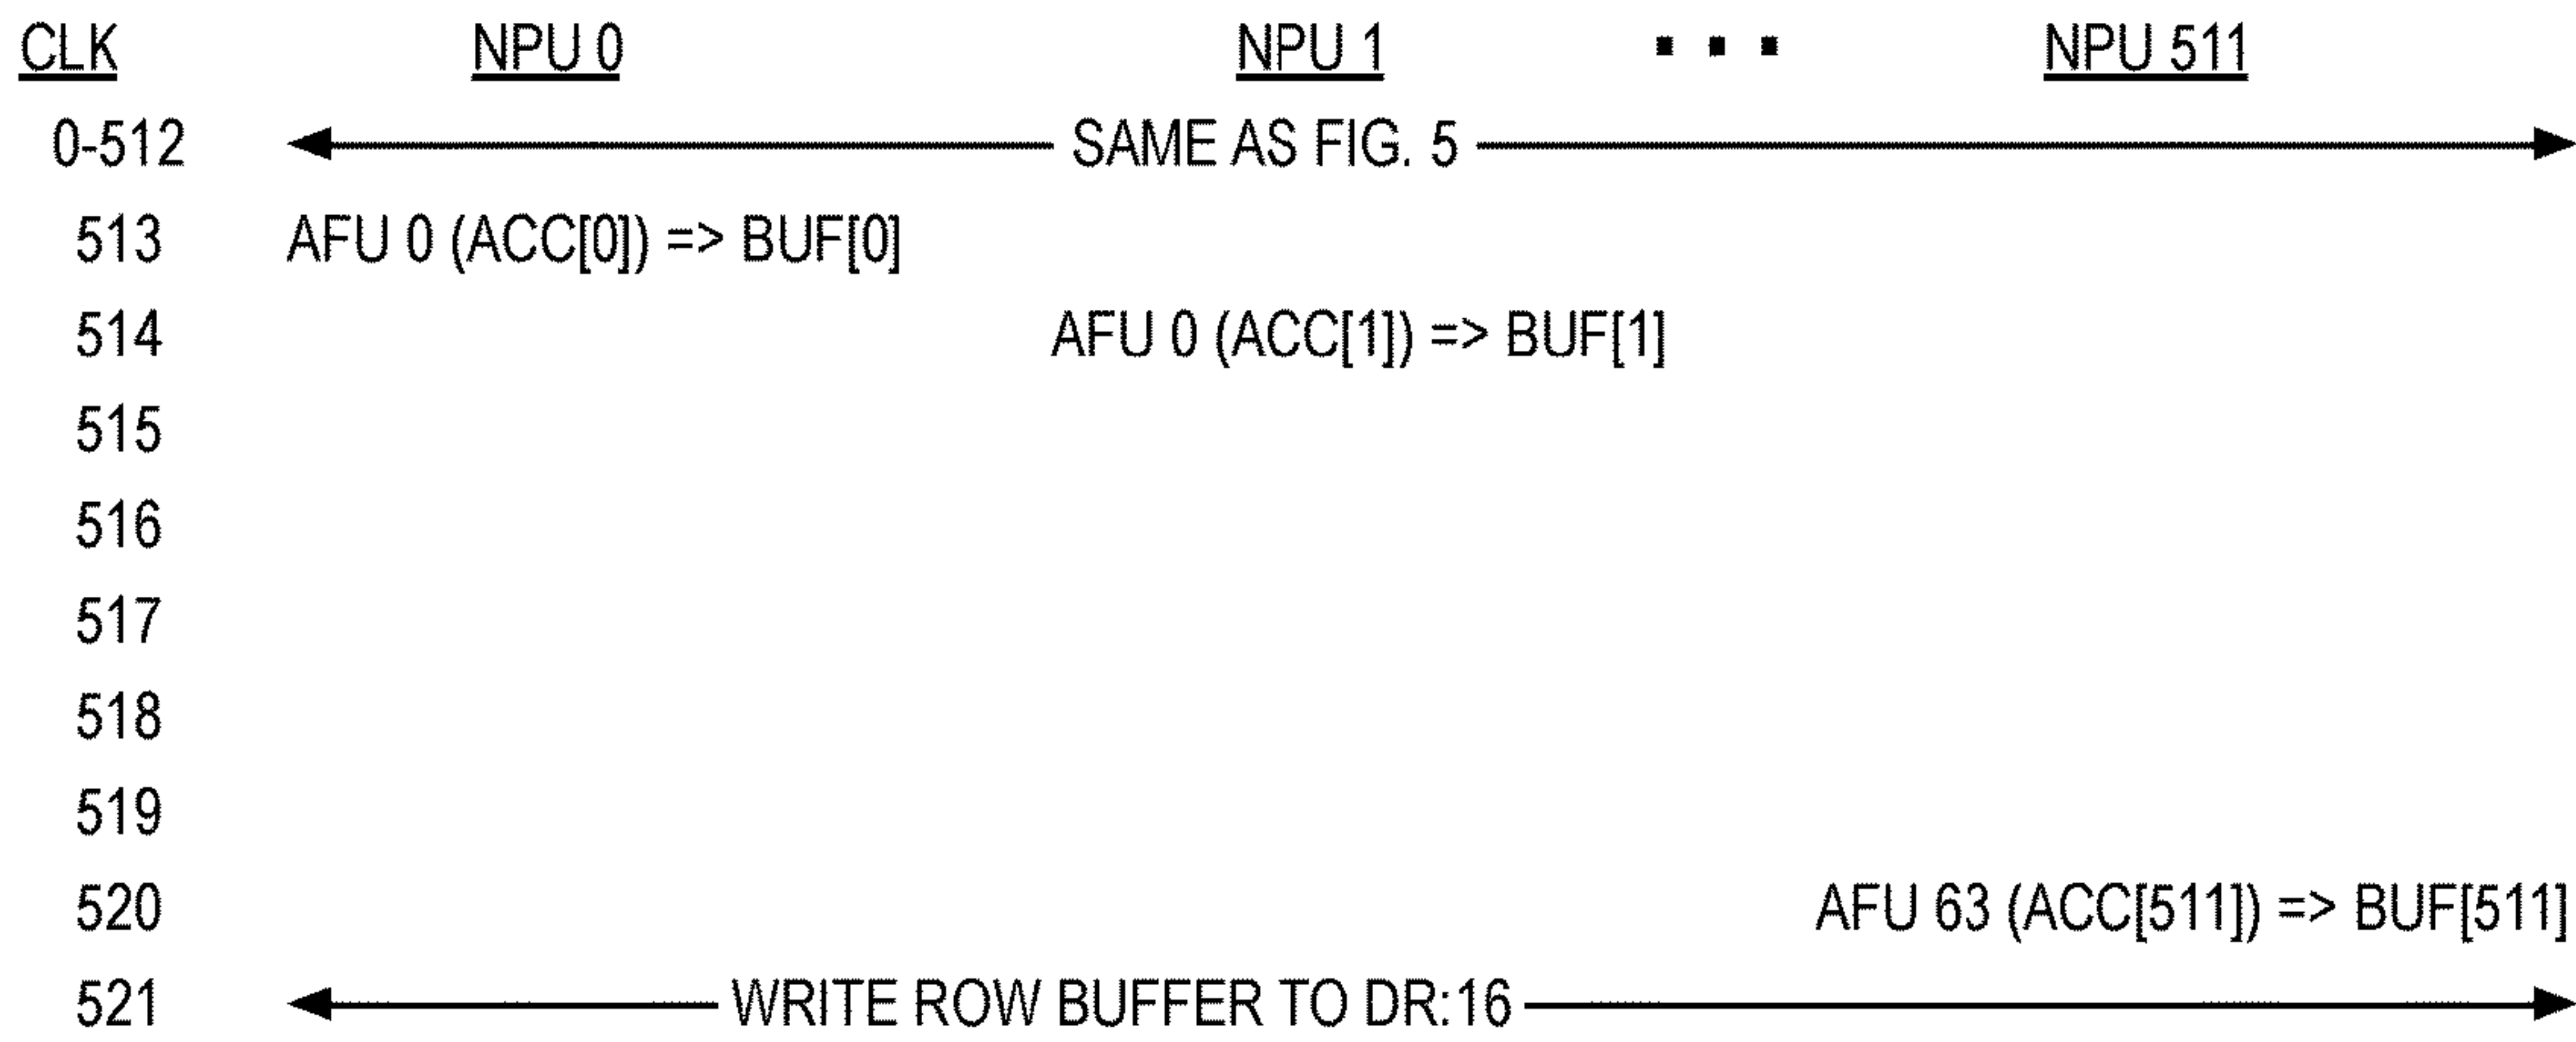 CLK NPU 0 NPU 1 ... NPU 511
0-512 SAME AS FIG. 5
513 AFU 0 (ACC[0]) => BUF[0]
514 AFU 0 (ACC[1]) => BUF[1]
515
516
517
518
519
520 AFU 63 (ACC[511]) => BUF[511]
521 WRITE ROW BUFFER TO DR:16